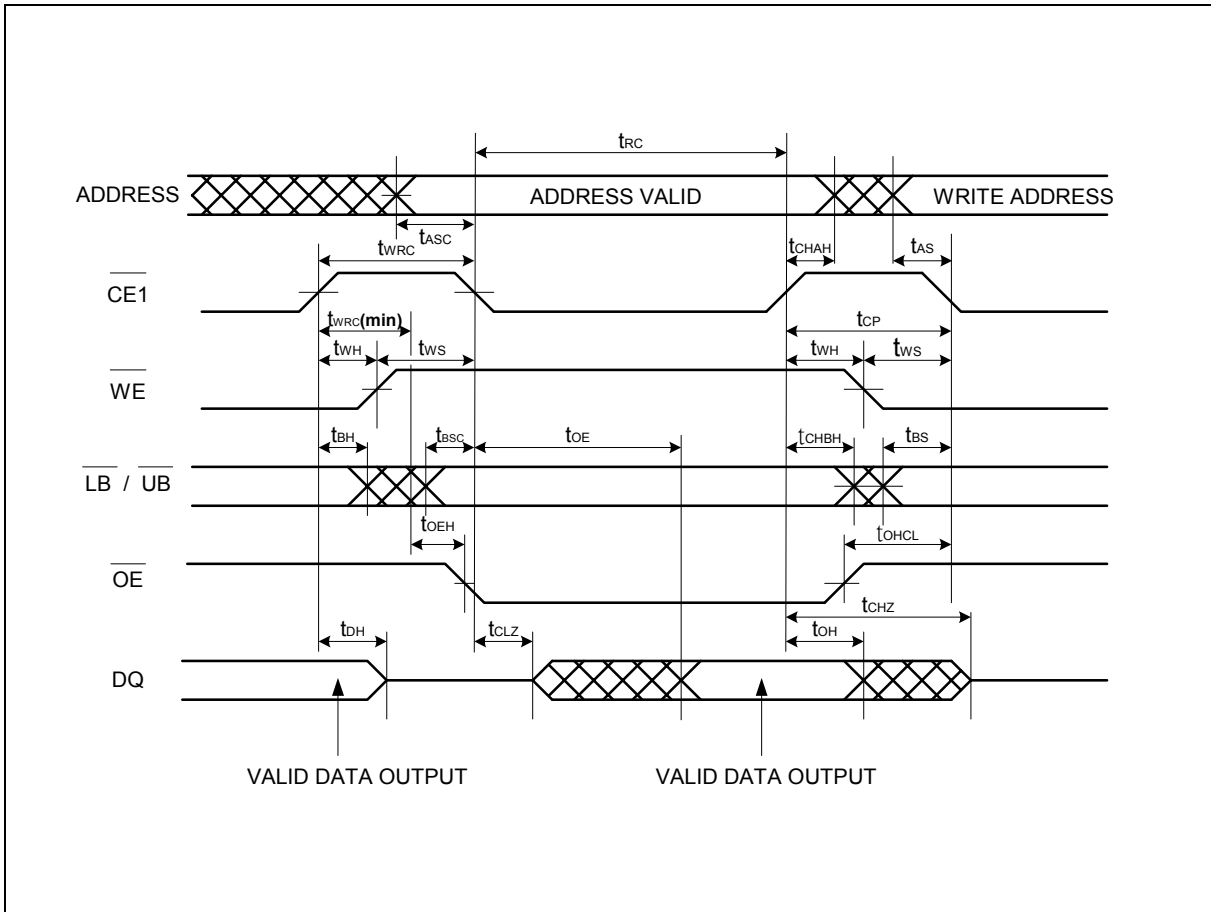 tRC
ADDRESS
ADDRESS VALID
WRITE ADDRESS
tASC
tWRC
tCHAH
tAS
CE1
tWRC(min)
tCP
tWH
tWS
tWH
tWS
WE
tBH
tBSC
tOE
tCHBH
tBS
LB / UB
tOEH
tOHCL
OE
tCHZ
tDH
tCLZ
tOH
DQ
VALID DATA OUTPUT
VALID DATA OUTPUT